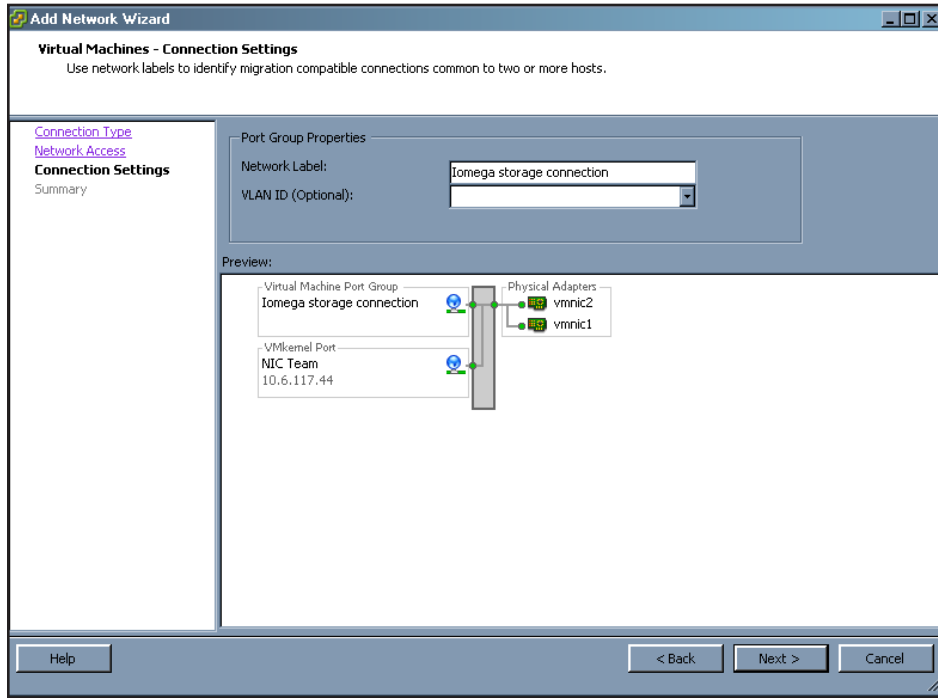 Add Network Wizard
Virtual Machines - Connection Settings
Use network labels to identify migration compatible connections common to two or more hosts.
Connection Type
Network Access
Connection Settings
Summary
Port Group Properties
Network Label:
Iomega storage connection
VLAN ID (Optional):
Preview:
Virtual Machine Port Group
Iomega storage connection
Physical Adapters
vmnic2
vmnic1
VMkernel Port
NIC Team
10.6.117.44
Help
< Back
Next >
Cancel